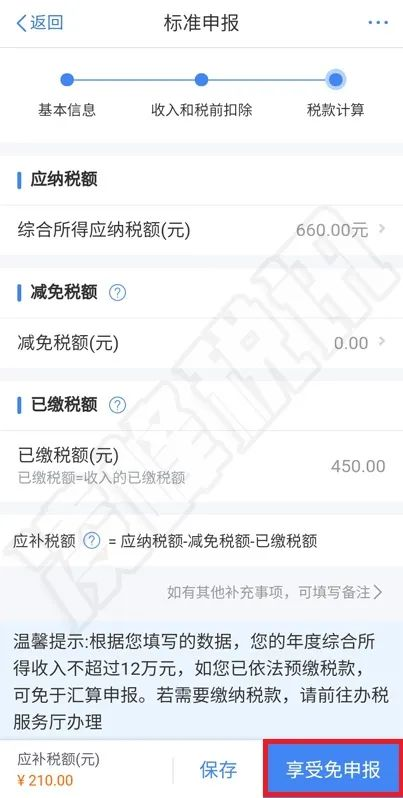 返回
标准申报
基本信息
收入和税前扣除
税款计算
应纳税额
综合所得应纳税额(元)
660.00元
减免税额
减免税额(元)
0.00
已缴税额
已缴税额(元)
已缴税额=收入的已缴税额
450.00
应补税额 = 应纳税额-减免税额-已缴税额
如有其他补充事项，可填写备注
温馨提示:根据您填写的数据，您的年度综合所
得收入不超过12万元，如您已依法预缴税款，
可免于汇算申报。若需要缴纳税款，请前往办税
服务厅办理
应补税额(元)
¥210.00
保存
享受免申报